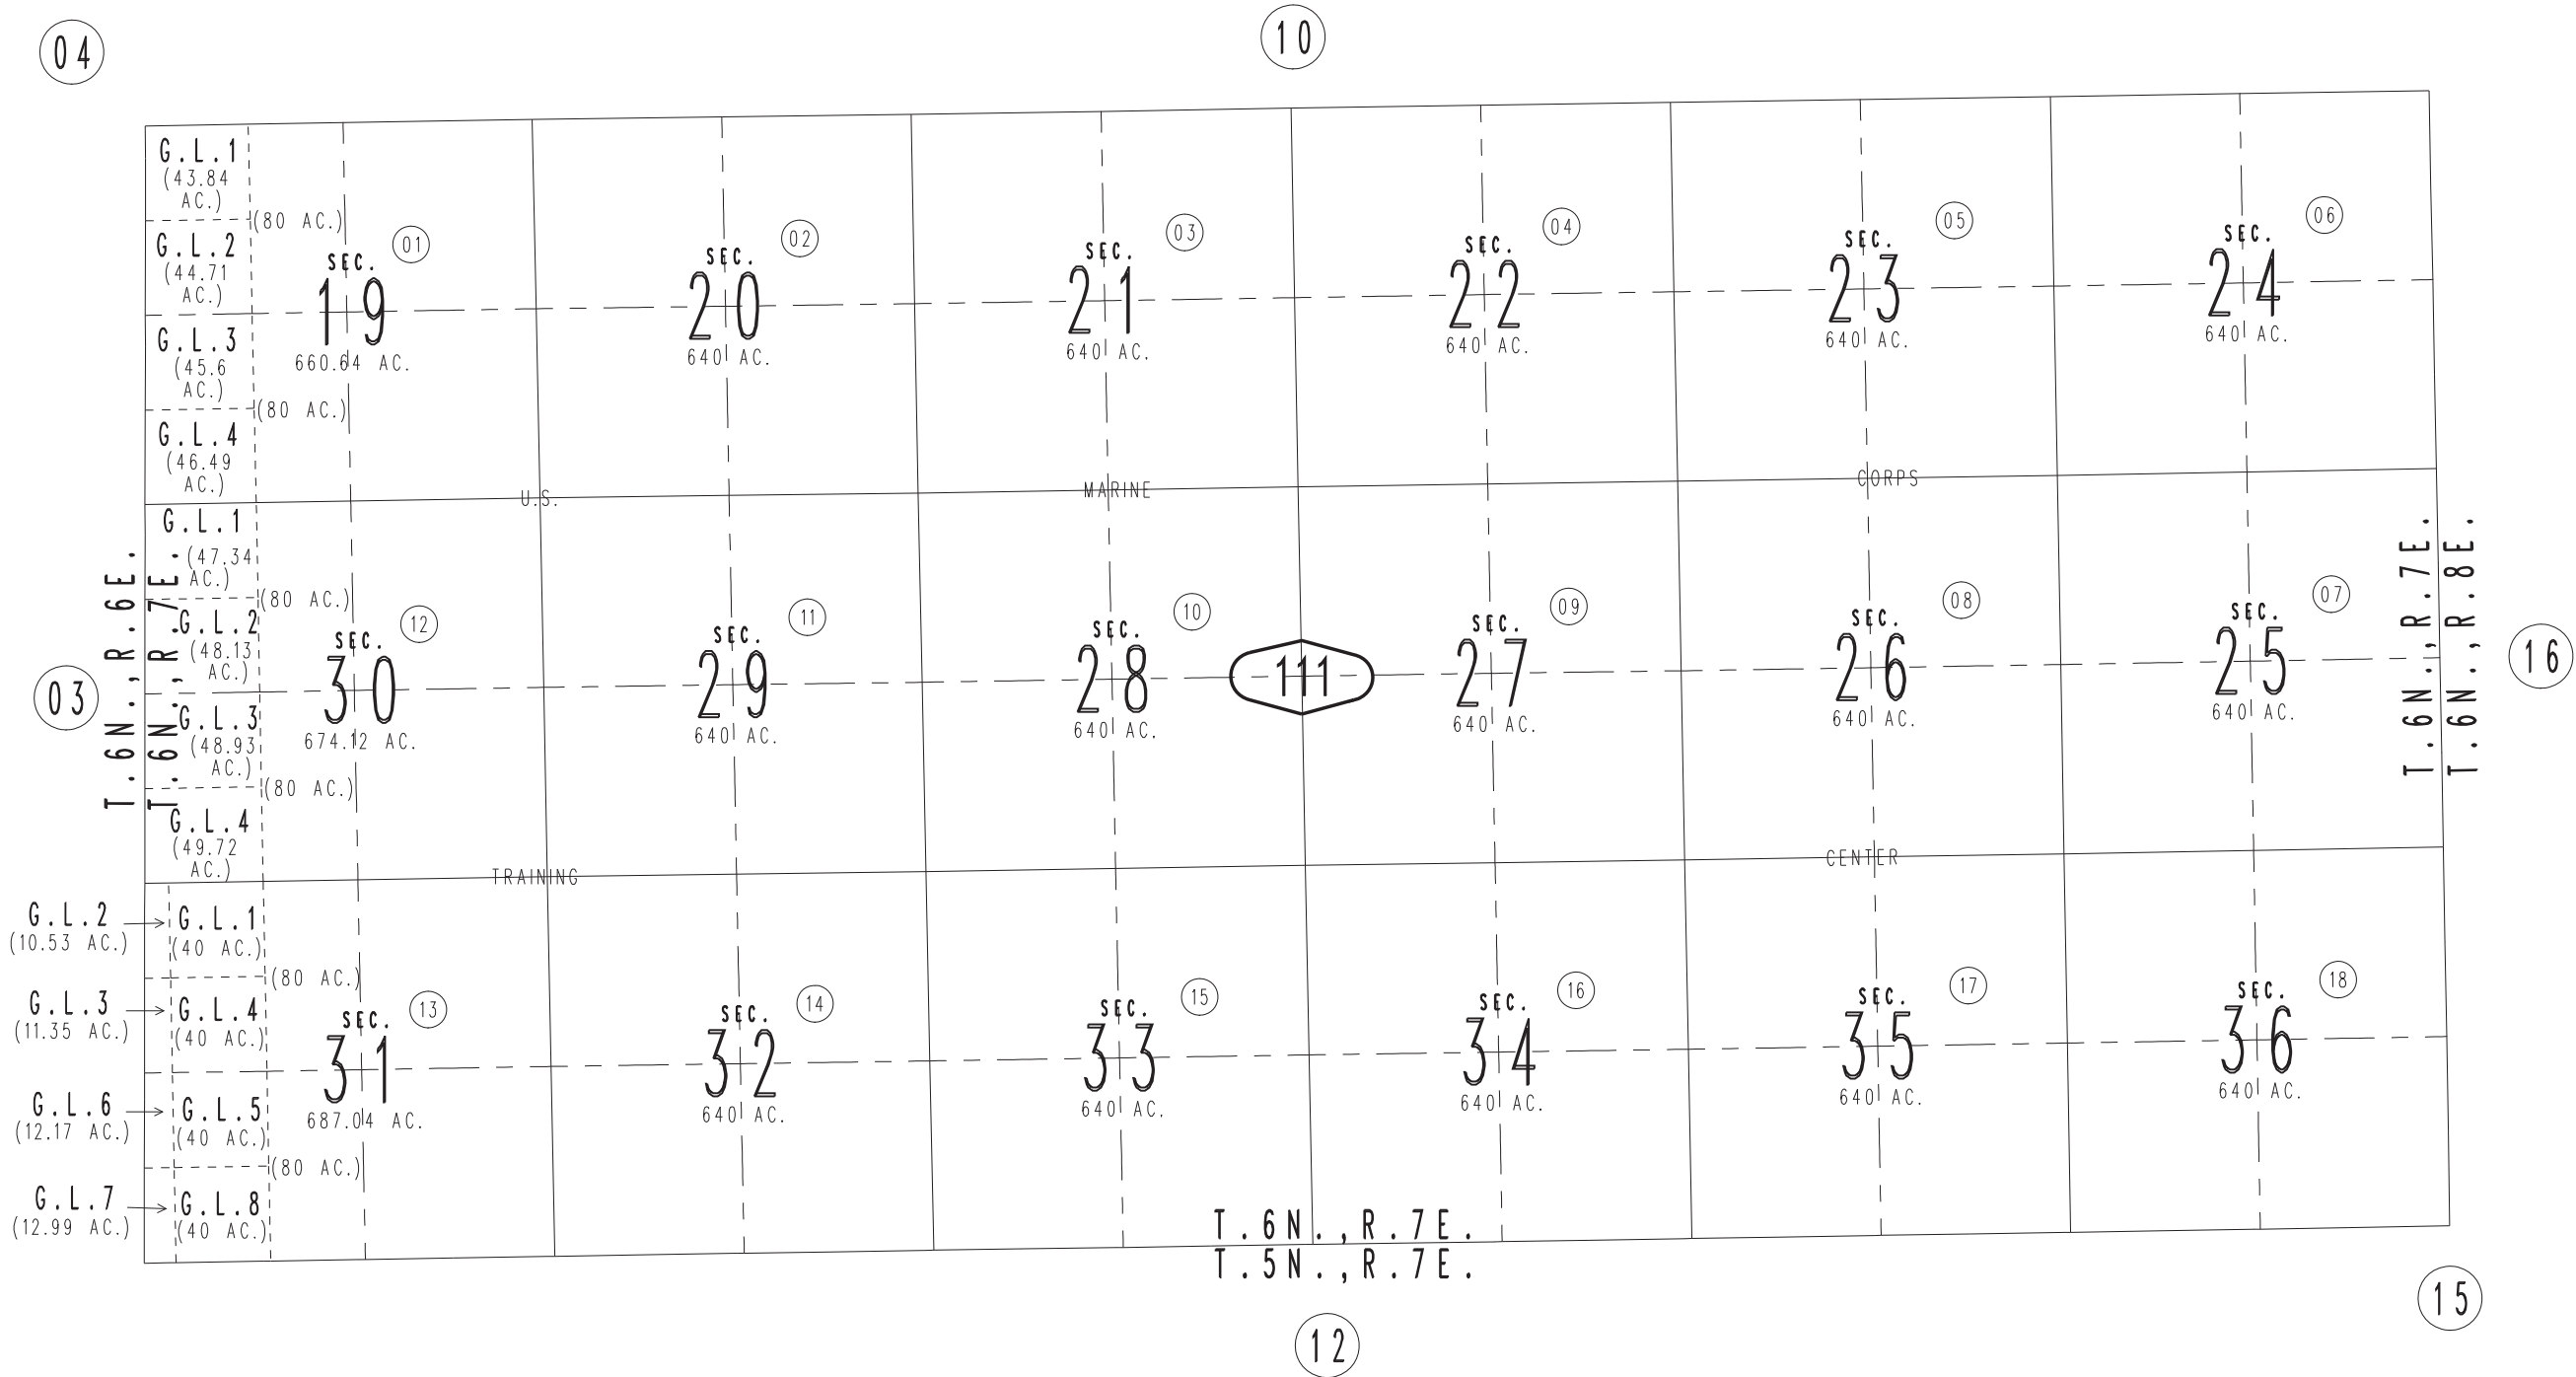 04
10
G.L.1
(43.84
AC.)
(80 AC.)
G.L.2
(44.71
AC.)
G.L.3
(45.6
AC.)
(80 AC.)
G.L.4
(46.49
AC.)
SEC. 01
19
660.64 AC.
SEC. 02
20
640 AC.
SEC. 03
21
640 AC.
SEC. 04
22
640 AC.
SEC. 05
23
640 AC.
SEC. 06
24
640 AC.
U.S. MARINE CORPS
G.L.1
(47.34
AC.)
(80 AC.)
G.L.2
(48.13
AC.)
G.L.3
(48.93
AC.)
(80 AC.)
G.L.4
(49.72
AC.)
03
T.6N.,R.6E.
T.6N.,R.7E.
SEC. 12
30
674.12 AC.
SEC. 11
29
640 AC.
SEC. 10
28
640 AC.
111
SEC. 09
27
640 AC.
SEC. 08
26
640 AC.
SEC. 07
25
640 AC.
T.6N.,R.7E.
T.6N.,R.8E.
16
TRAINING CENTER
G.L.2
(10.53 AC.)
G.L.1
(40 AC.)
(80 AC.)
G.L.3
(11.35 AC.)
G.L.4
(40 AC.)
G.L.6
(12.17 AC.)
G.L.5
(40 AC.)
(80 AC.)
G.L.7
(12.99 AC.)
G.L.8
(40 AC.)
SEC. 13
31
687.04 AC.
SEC. 14
32
640 AC.
SEC. 15
33
640 AC.
SEC. 16
34
640 AC.
SEC. 17
35
640 AC.
SEC. 18
36
640 AC.
T.6N.,R.7E.
T.5N.,R.7E.
15
12